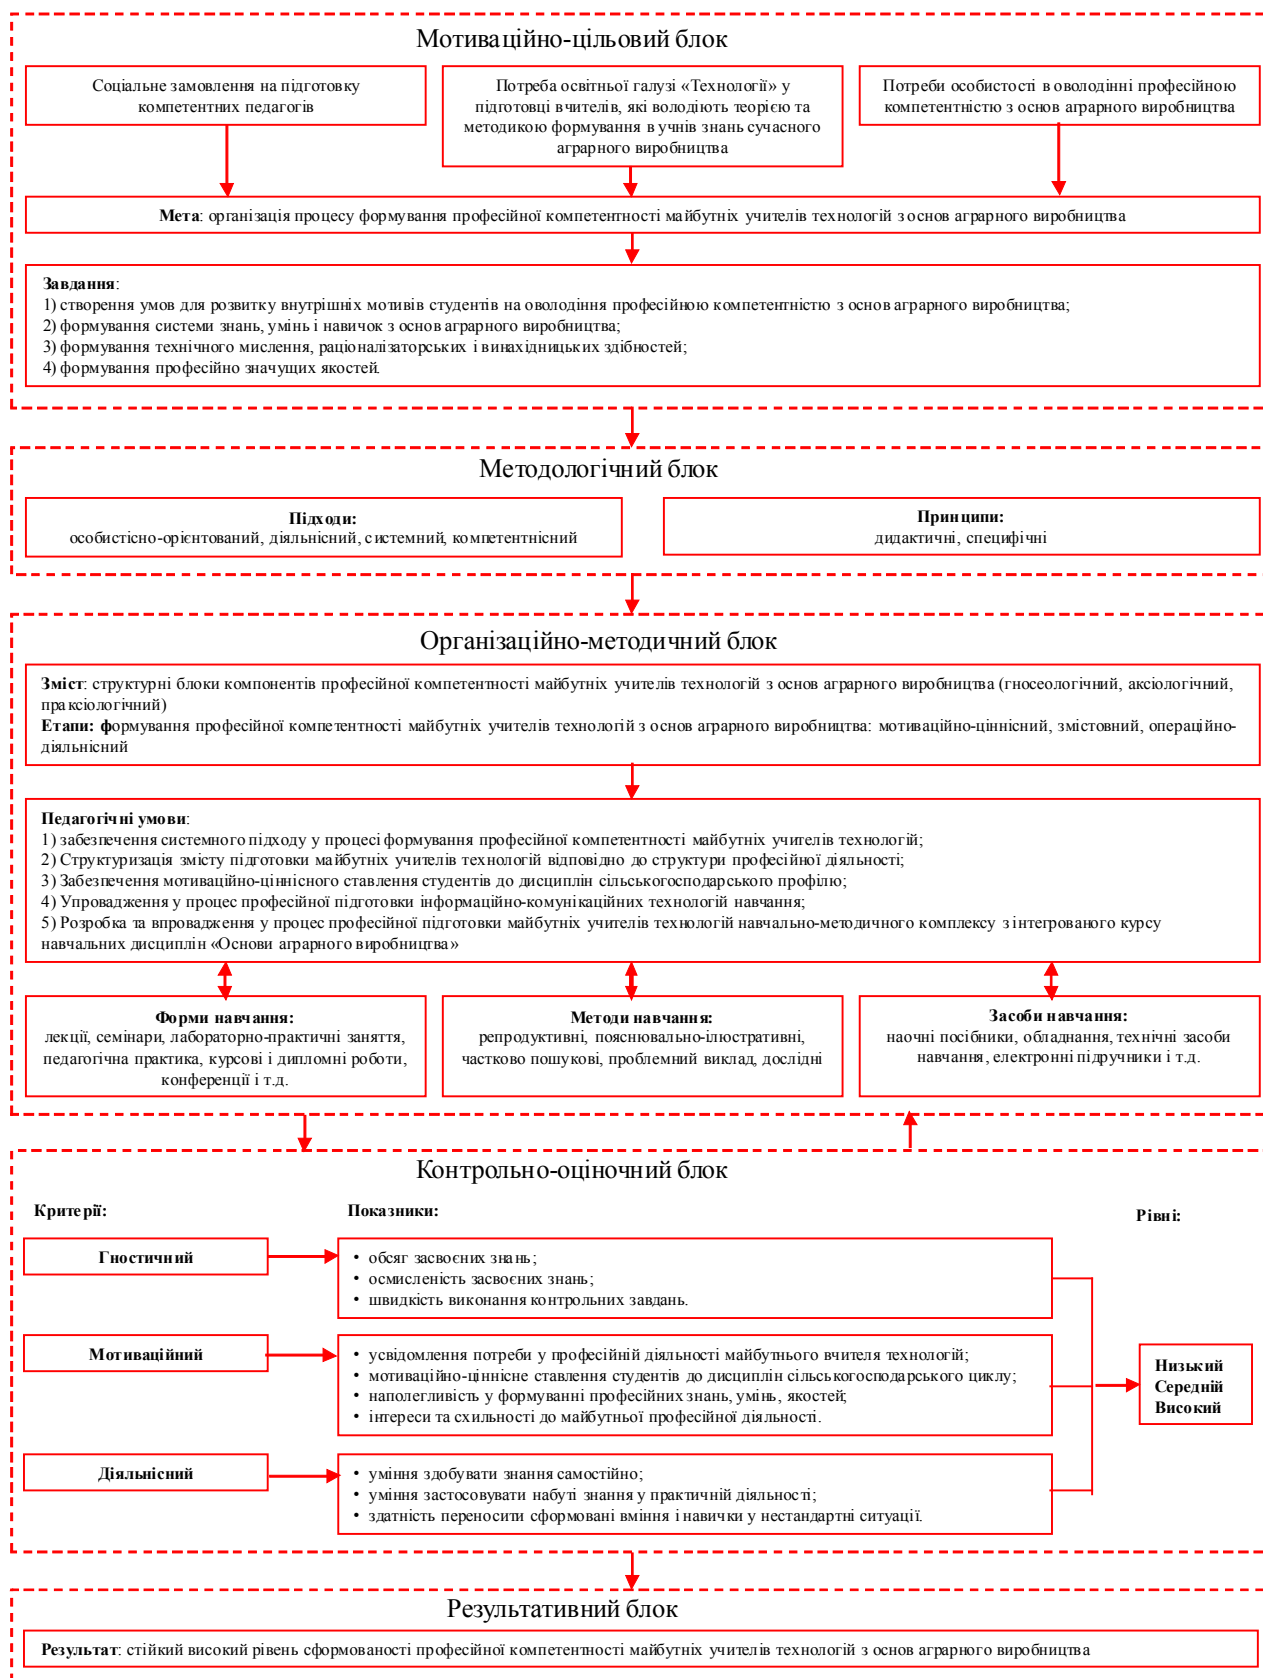 Мотиваційно-цільовий блок
Соціальне замовлення на підготовку
компетентних педагогів
Потреба освітньої галузі «Технології» у
підготовці вчителів, які володіють теорією та
методикою формування в учнів знань сучасного
аграрного виробництва
Потреби особистості в оволодінні професійною
компетентністю з основ аграрного виробництва
Мета: організація процесу формування професійної компетентності майбутніх учителів технологій з основ аграрного виробництва
Завдання:
1) створення умов для розвитку внутрішніх мотивів студентів на оволодіння професійною компетентністю з основ аграрного виробництва;
2) формування системи знань, умінь і навичок з основ аграрного виробництва;
3) формування технічного мислення, раціоналізаторських і винахідницьких здібностей;
4) формування професійно значущих якостей.
Методологічний блок
Підходи:
особистісно-орієнтований, діяльнісний, системний, компетентнісний
Принципи:
дидактичні, специфічні
Організаційно-методичний блок
Зміст: структурні блоки компонентів професійної компетентності майбутніх учителів технологій з основ аграрного виробництва (гносеологічний, аксіологічний,
праксіологічний)
Етапи: формування професійної компетентності майбутніх учителів технологій з основ аграрного виробництва: мотиваційно-ціннісний, змістовний, операційно-
діяльнісний
Педагогічні умови:
1) забезпечення системного підходу у процесі формування професійної компетентності майбутніх учителів технологій;
2) Структуризація змісту підготовки майбутніх учителів технологій відповідно до структури професійної діяльності;
3) Забезпечення мотиваційно-ціннісного ставлення студентів до дисциплін сільськогосподарського профілю;
4) Упровадження у процес професійної підготовки інформаційно-комунікаційних технологій навчання;
5) Розробка та впровадження у процес професійної підготовки майбутніх учителів технологій навчально-методичного комплексу з інтегрованого курсу
навчальних дисциплін «Основи аграрного виробництва»
Форми навчання:
лекції, семінари, лабораторно-практичні заняття,
педагогічна практика, курсові і дипломні роботи,
конференції і т.д.
Методи навчання:
репродуктивні, пояснювально-ілюстративні,
частково пошукові, проблемний виклад, дослідні
Засоби навчання:
наочні посібники, обладнання, технічні засоби
навчання, електронні підручники і т.д.
Контрольно-оціночний блок
Критерії:
Показники:
Рівні:
Гностичний
• обсяг засвоєних знань;
• осмисленість засвоєних знань;
• швидкість виконання контрольних завдань.
Мотиваційний
• усвідомлення потреби у професійній діяльності майбутнього вчителя технологій;
• мотиваційно-ціннісне ставлення студентів до дисциплін сільськогосподарського циклу;
• наполегливість у формуванні професійних знань, умінь, якостей;
• інтереси та схильності до майбутньої професійної діяльності.
Низький
Середній
Високий
Діяльнісний
• уміння здобувати знання самостійно;
• уміння застосовувати набуті знання у практичній діяльності;
• здатність переносити сформовані вміння і навички у нестандартні ситуації.
Результативний блок
Результат: стійкий високий рівень сформованості професійної компетентності майбутніх учителів технологій з основ аграрного виробництва